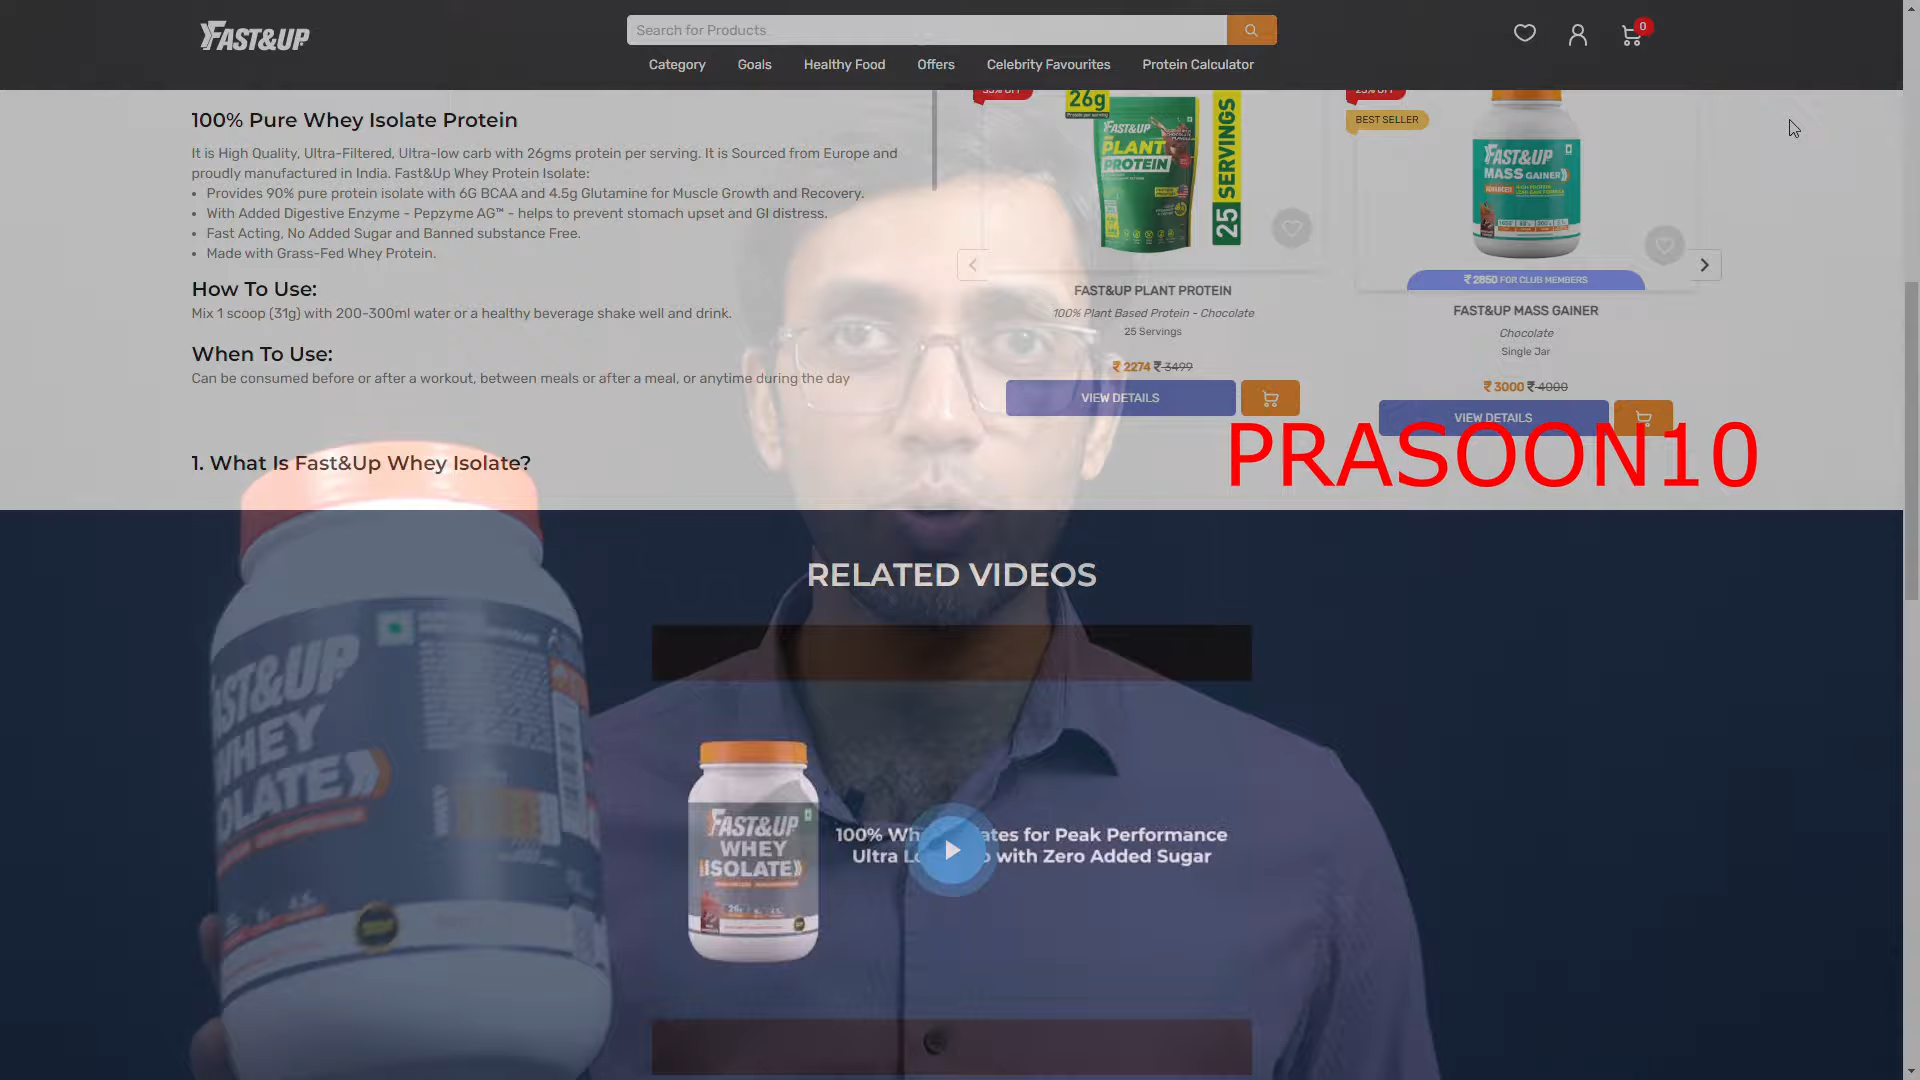 FAST&UP
Search for Products
0
Category Goals Healthy Food Offers Celebrity Favourites Protein Calculator
100% Pure Whey Isolate Protein
It is High Quality, Ultra-Filtered, Ultra-low carb with 26gms protein per serving. It is Sourced from Europe and
proudly manufactured in India. Fast&Up Whey Protein Isolate:
• Provides 90% pure protein isolate with 6G BCAA and 4.5g Glutamine for Muscle Growth and Recovery.
• With Added Digestive Enzyme - Pepzyme AG™ - helps to prevent stomach upset and GI distress.
• Fast Acting, No Added Sugar and Banned substance Free.
• Made with Grass-Fed Whey Protein.
How To Use:
Mix 1 scoop (31g) with 200-300ml water or a healthy beverage shake well and drink.
When To Use:
Can be consumed before or after a workout, between meals or after a meal, or anytime during the day
1. What Is Fast&Up Whey Isolate?
26g
FAST&UP
PLANT
PROTEIN
25 SERVINGS
FAST&UP PLANT PROTEIN
100% Plant Based Protein - Chocolate
25 Servings
₹ 2274 ₹ 3499
VIEW DETAILS
BEST SELLER
FAST&UP
MASS GAINER
₹ 2850 FOR CLUB MEMBERS
FAST&UP MASS GAINER
Chocolate
Single Jar
₹ 3000 ₹ 4000
VIEW DETAILS
PRASOON10
RELATED VIDEOS
FAST&UP
WHEY
ISOLATE
FAST&UP
WHEY
ISOLATE
100% Whey for Peak Performance
Ultra with Zero Added Sugar